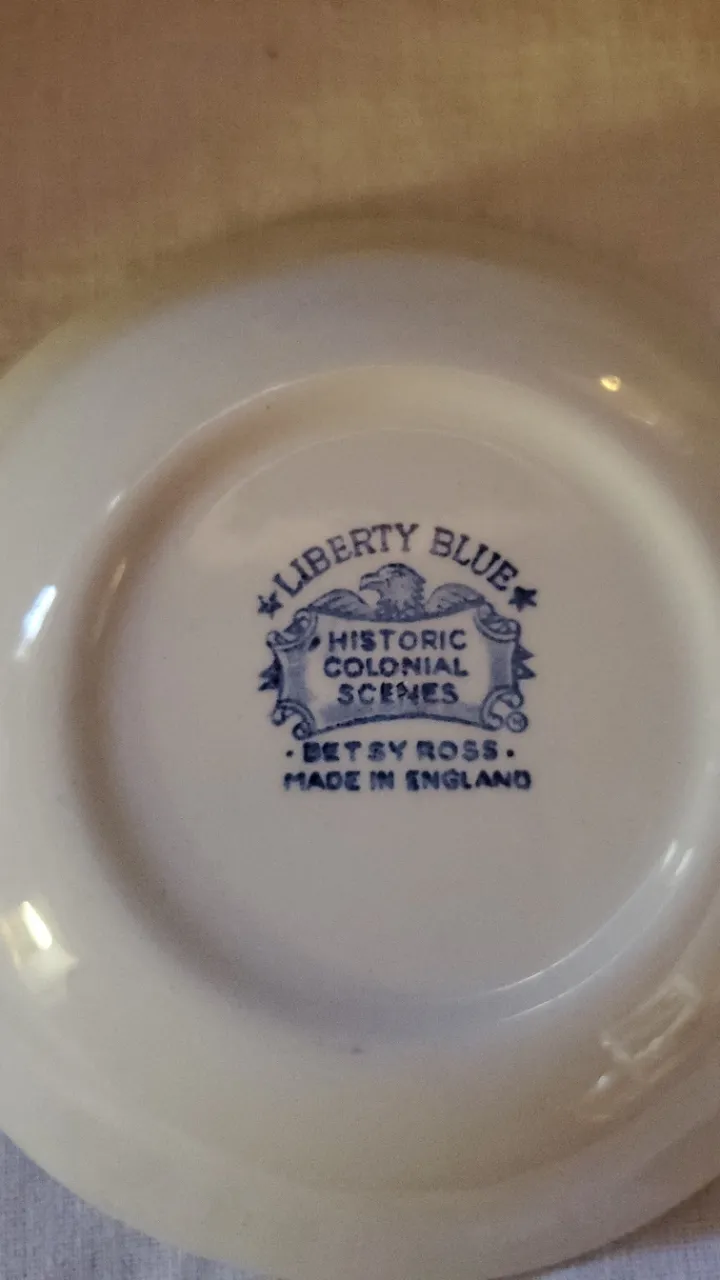 LIBERTY BLUE
HISTORIC
COLONIAL
SCENES
· BETSY ROSS ·
MADE IN ENGLAND